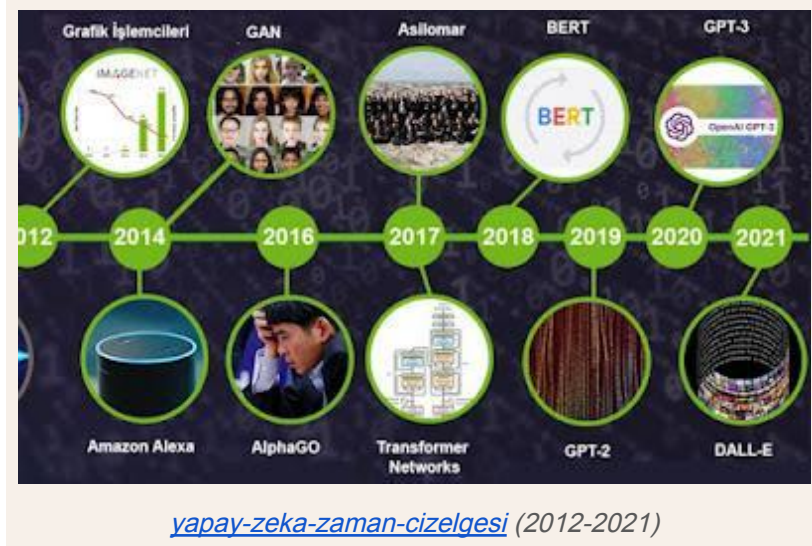 Grafik İşlemcileri GAN Asilomar BERT GPT-3
IMAGENET
BERT
OpenAI GPT-3
012 2014 2016 2017 2018 2019 2020 2021
Amazon Alexa AlphaGO Transformer Networks GPT-2 DALL-E
yapay-zeka-zaman-cizelgesi (2012-2021)